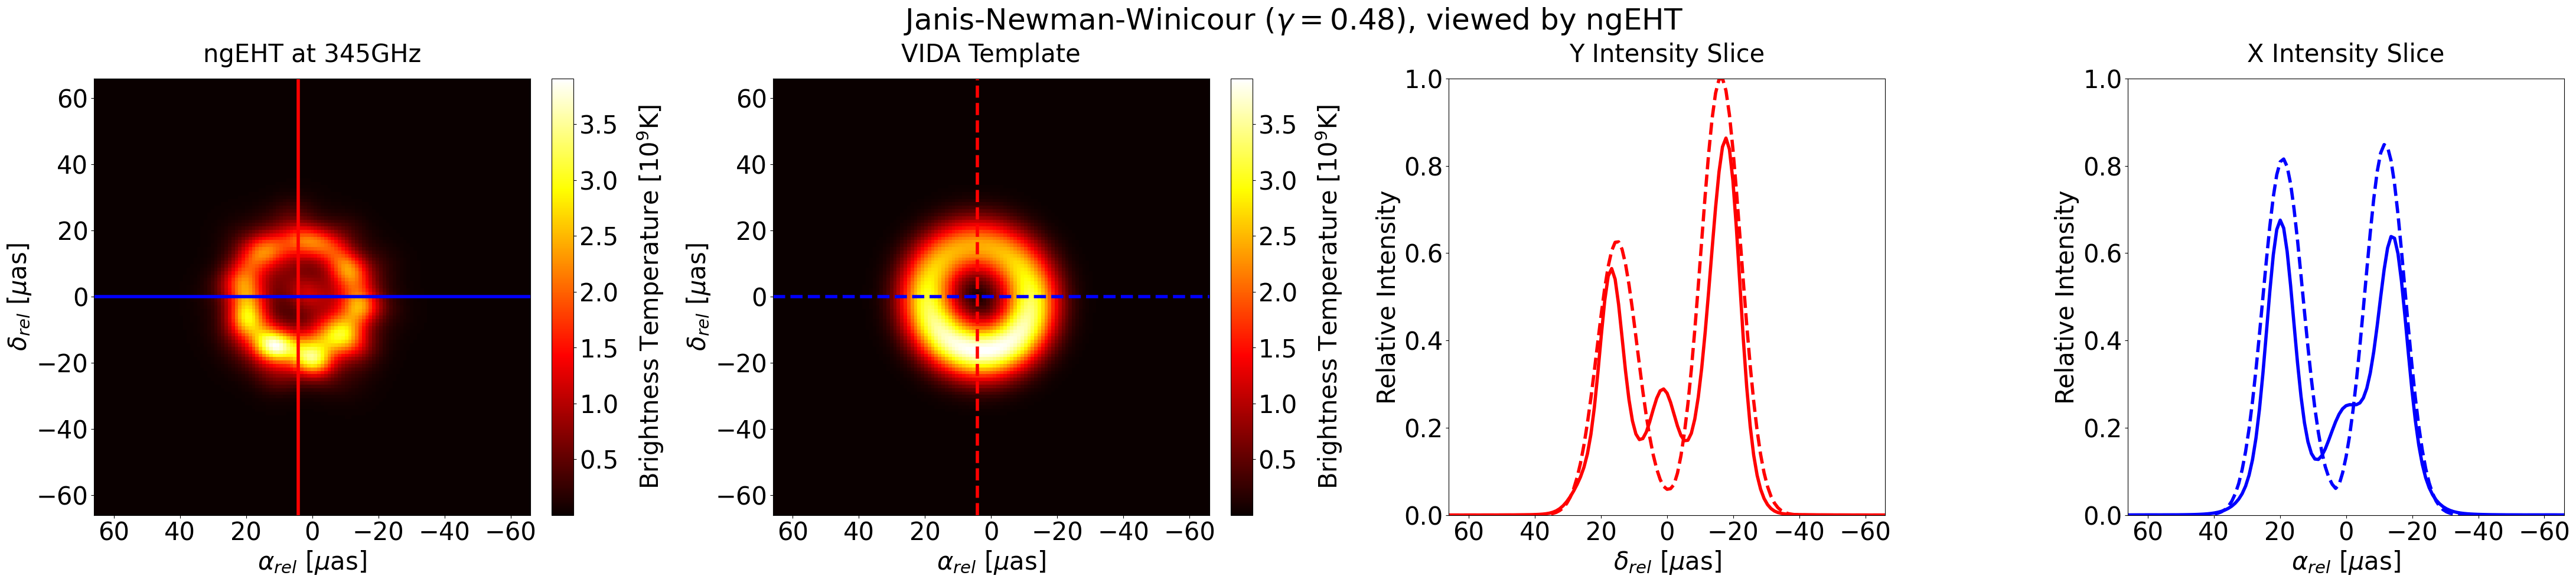 Janis-Newman-Winicour (γ = 0.48), viewed by ngEHT
ngEHT at 345GHz
60
40
20
0
−20
−40
−60
δrel [μas]
60 40 20 0 −20 −40 −60
αrel [μas]
3.5
3.0
2.5
2.0
1.5
1.0
0.5
Brightness Temperature [10⁹K]
VIDA Template
60
40
20
0
−20
−40
−60
δrel [μas]
60 40 20 0 −20 −40 −60
αrel [μas]
3.5
3.0
2.5
2.0
1.5
1.0
0.5
Brightness Temperature [10⁹K]
Y Intensity Slice
1.0
0.8
0.6
0.4
0.2
0.0
Relative Intensity
60 40 20 0 −20 −40 −60
δrel [μas]
X Intensity Slice
1.0
0.8
0.6
0.4
0.2
0.0
Relative Intensity
60 40 20 0 −20 −40 −60
αrel [μas]